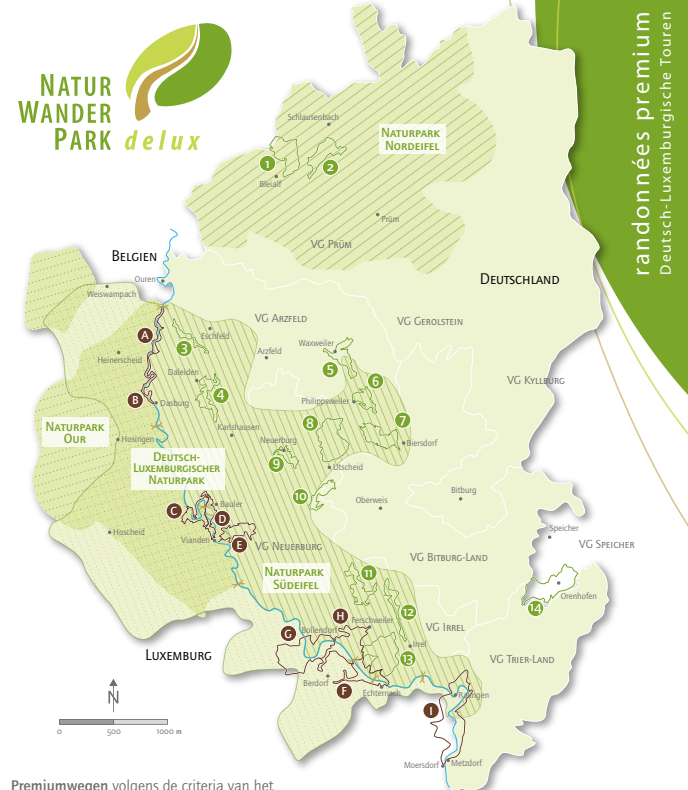 NATUR
WANDER
PARK delux
randonnées premium
Deutsch-Luxemburgische Touren
Schlausenbach
NATURPARK
NORDEIFEL
1
2
Bleialf
Prüm
VG PRÜM
BELGIEN
DEUTSCHLAND
Ouren
Weiswampach
VG ARZFELD
VG GEROLSTEIN
A
Eschfeld
3
Waxweiler
Arzfeld
Heinerscheid
5
Daleiden
6
VG KYLLBURG
4
B
Dasburg
Philippsweiler
7
8
NATURPARK
OUR
Karlshausen
Hosingen
Neuerburg
Biersdorf
DEUTSCH-
LUXEMBURGISCHER
NATURPARK
9
Utscheid
10
Oberweis
Bitburg
C
Bauler
D
Hoscheid
Vianden
E
VG NEUERBURG
Speicher
VG SPEICHER
VG BITBURG-LAND
NATURPARK
SÜDEIFEL
11
Orenhofen
14
12
H
Ferschweiler
G
Bollendorf
VG IRREL
Irrel
LUXEMBURG
13
VG TRIER-LAND
Berdorf
F
Echternach
Ralingen
N
I
0 500 1000 m
Moersdorf
Metzdorf
Premiumwegen volgens de criteria van het